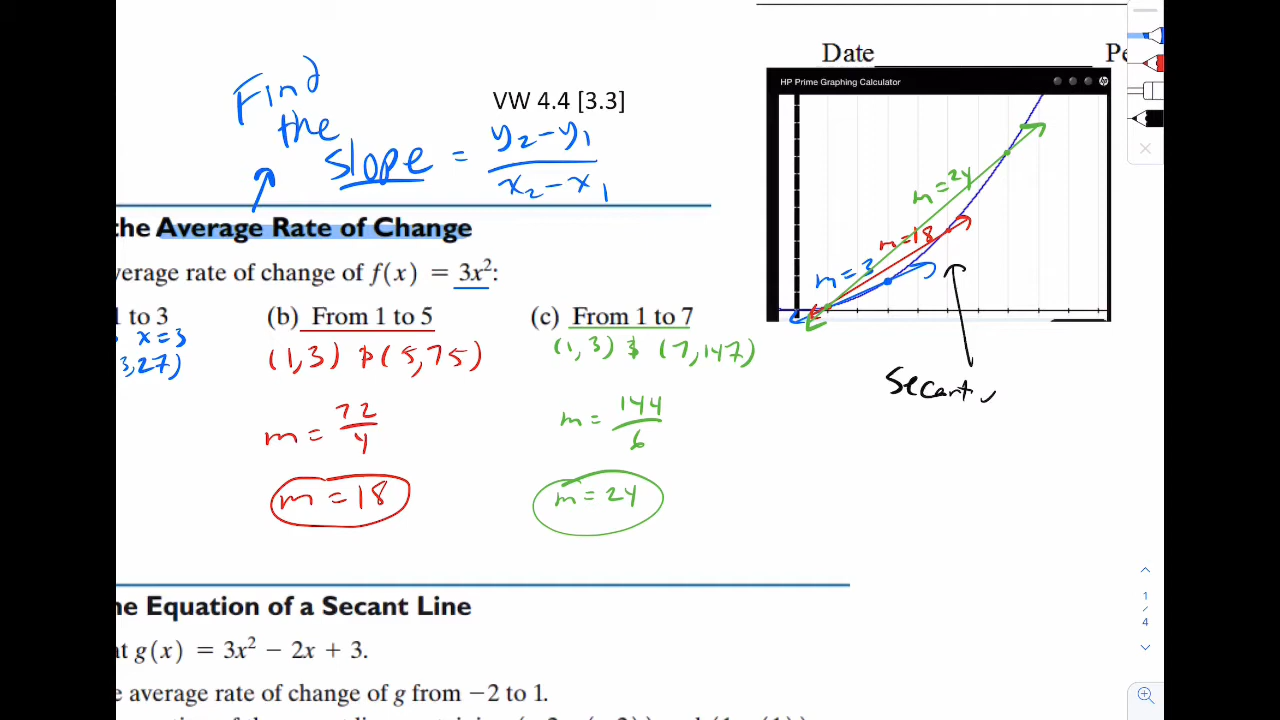 Date
Pe
HP Prime Graphing Calculator
Find
the
slope = y₂ - y₁ / x₂ - x₁
VW 4.4 [3.3]
m = 24
m = 18
m = 3
the Average Rate of Change
verage rate of change of f(x) = 3x²:
1 to 3
(b) From 1 to 5
(c) From 1 to 7
x = 3
3,27)
(1,3) & (5,75)
(1,3) & (7,147)
Secant
m = 72/4
m = 144/6
m = 18
m = 24
ne Equation of a Secant Line
at g(x) = 3x² − 2x + 3.
e average rate of change of g from −2 to 1.
1
/
4